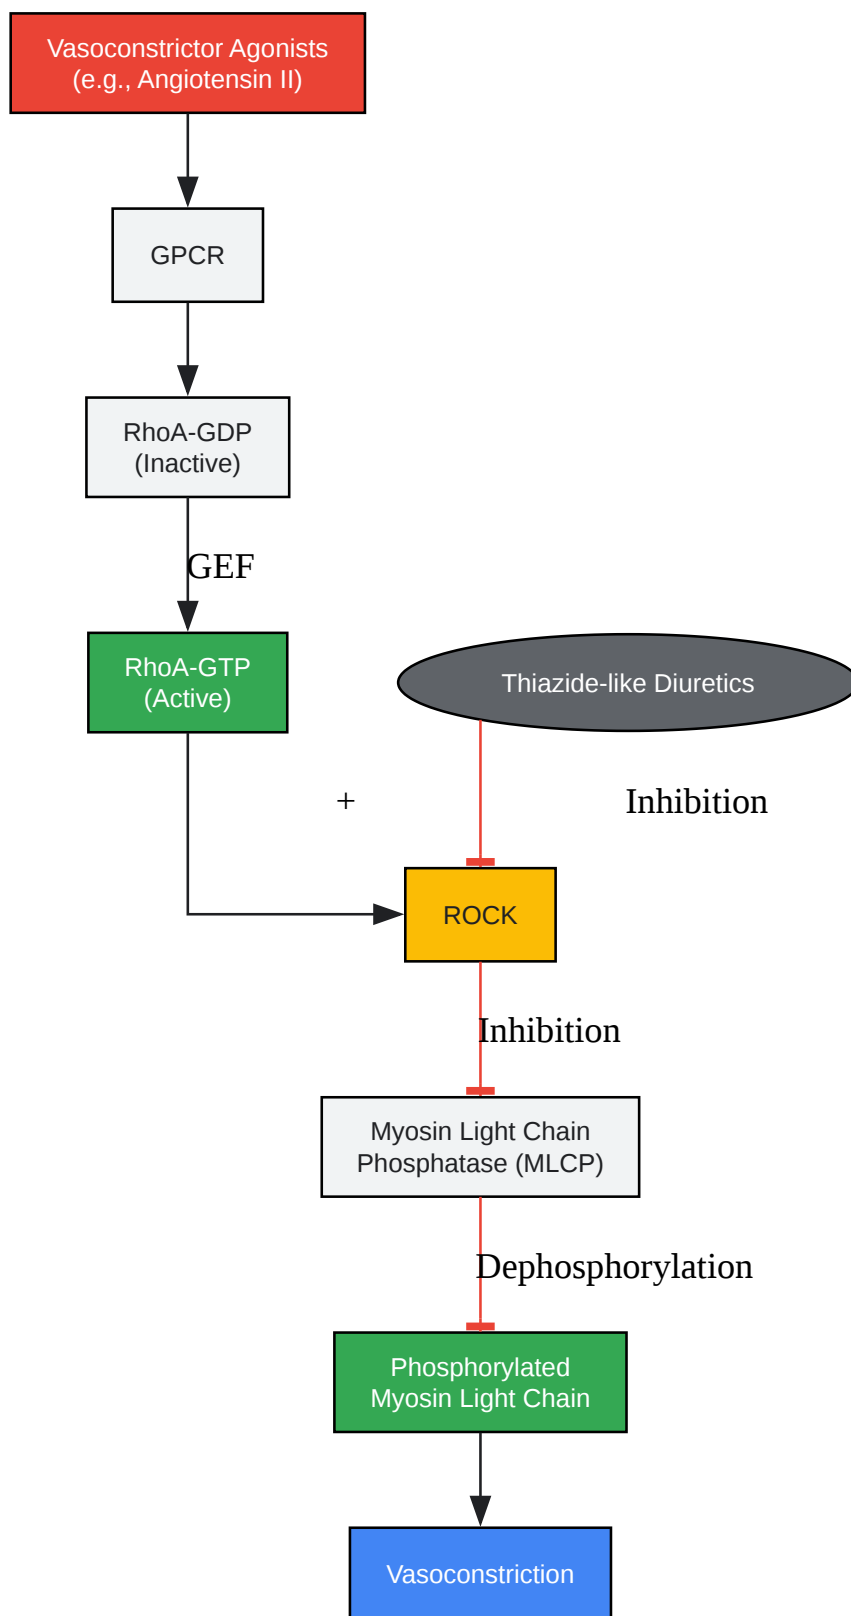 Vasoconstrictor Agonists
(e.g., Angiotensin II)
GPCR
RhoA-GDP
(Inactive)
GEF
RhoA-GTP
(Active)
Thiazide-like Diuretics
+
Inhibition
ROCK
Inhibition
Myosin Light Chain
Phosphatase (MLCP)
Dephosphorylation
Phosphorylated
Myosin Light Chain
Vasoconstriction